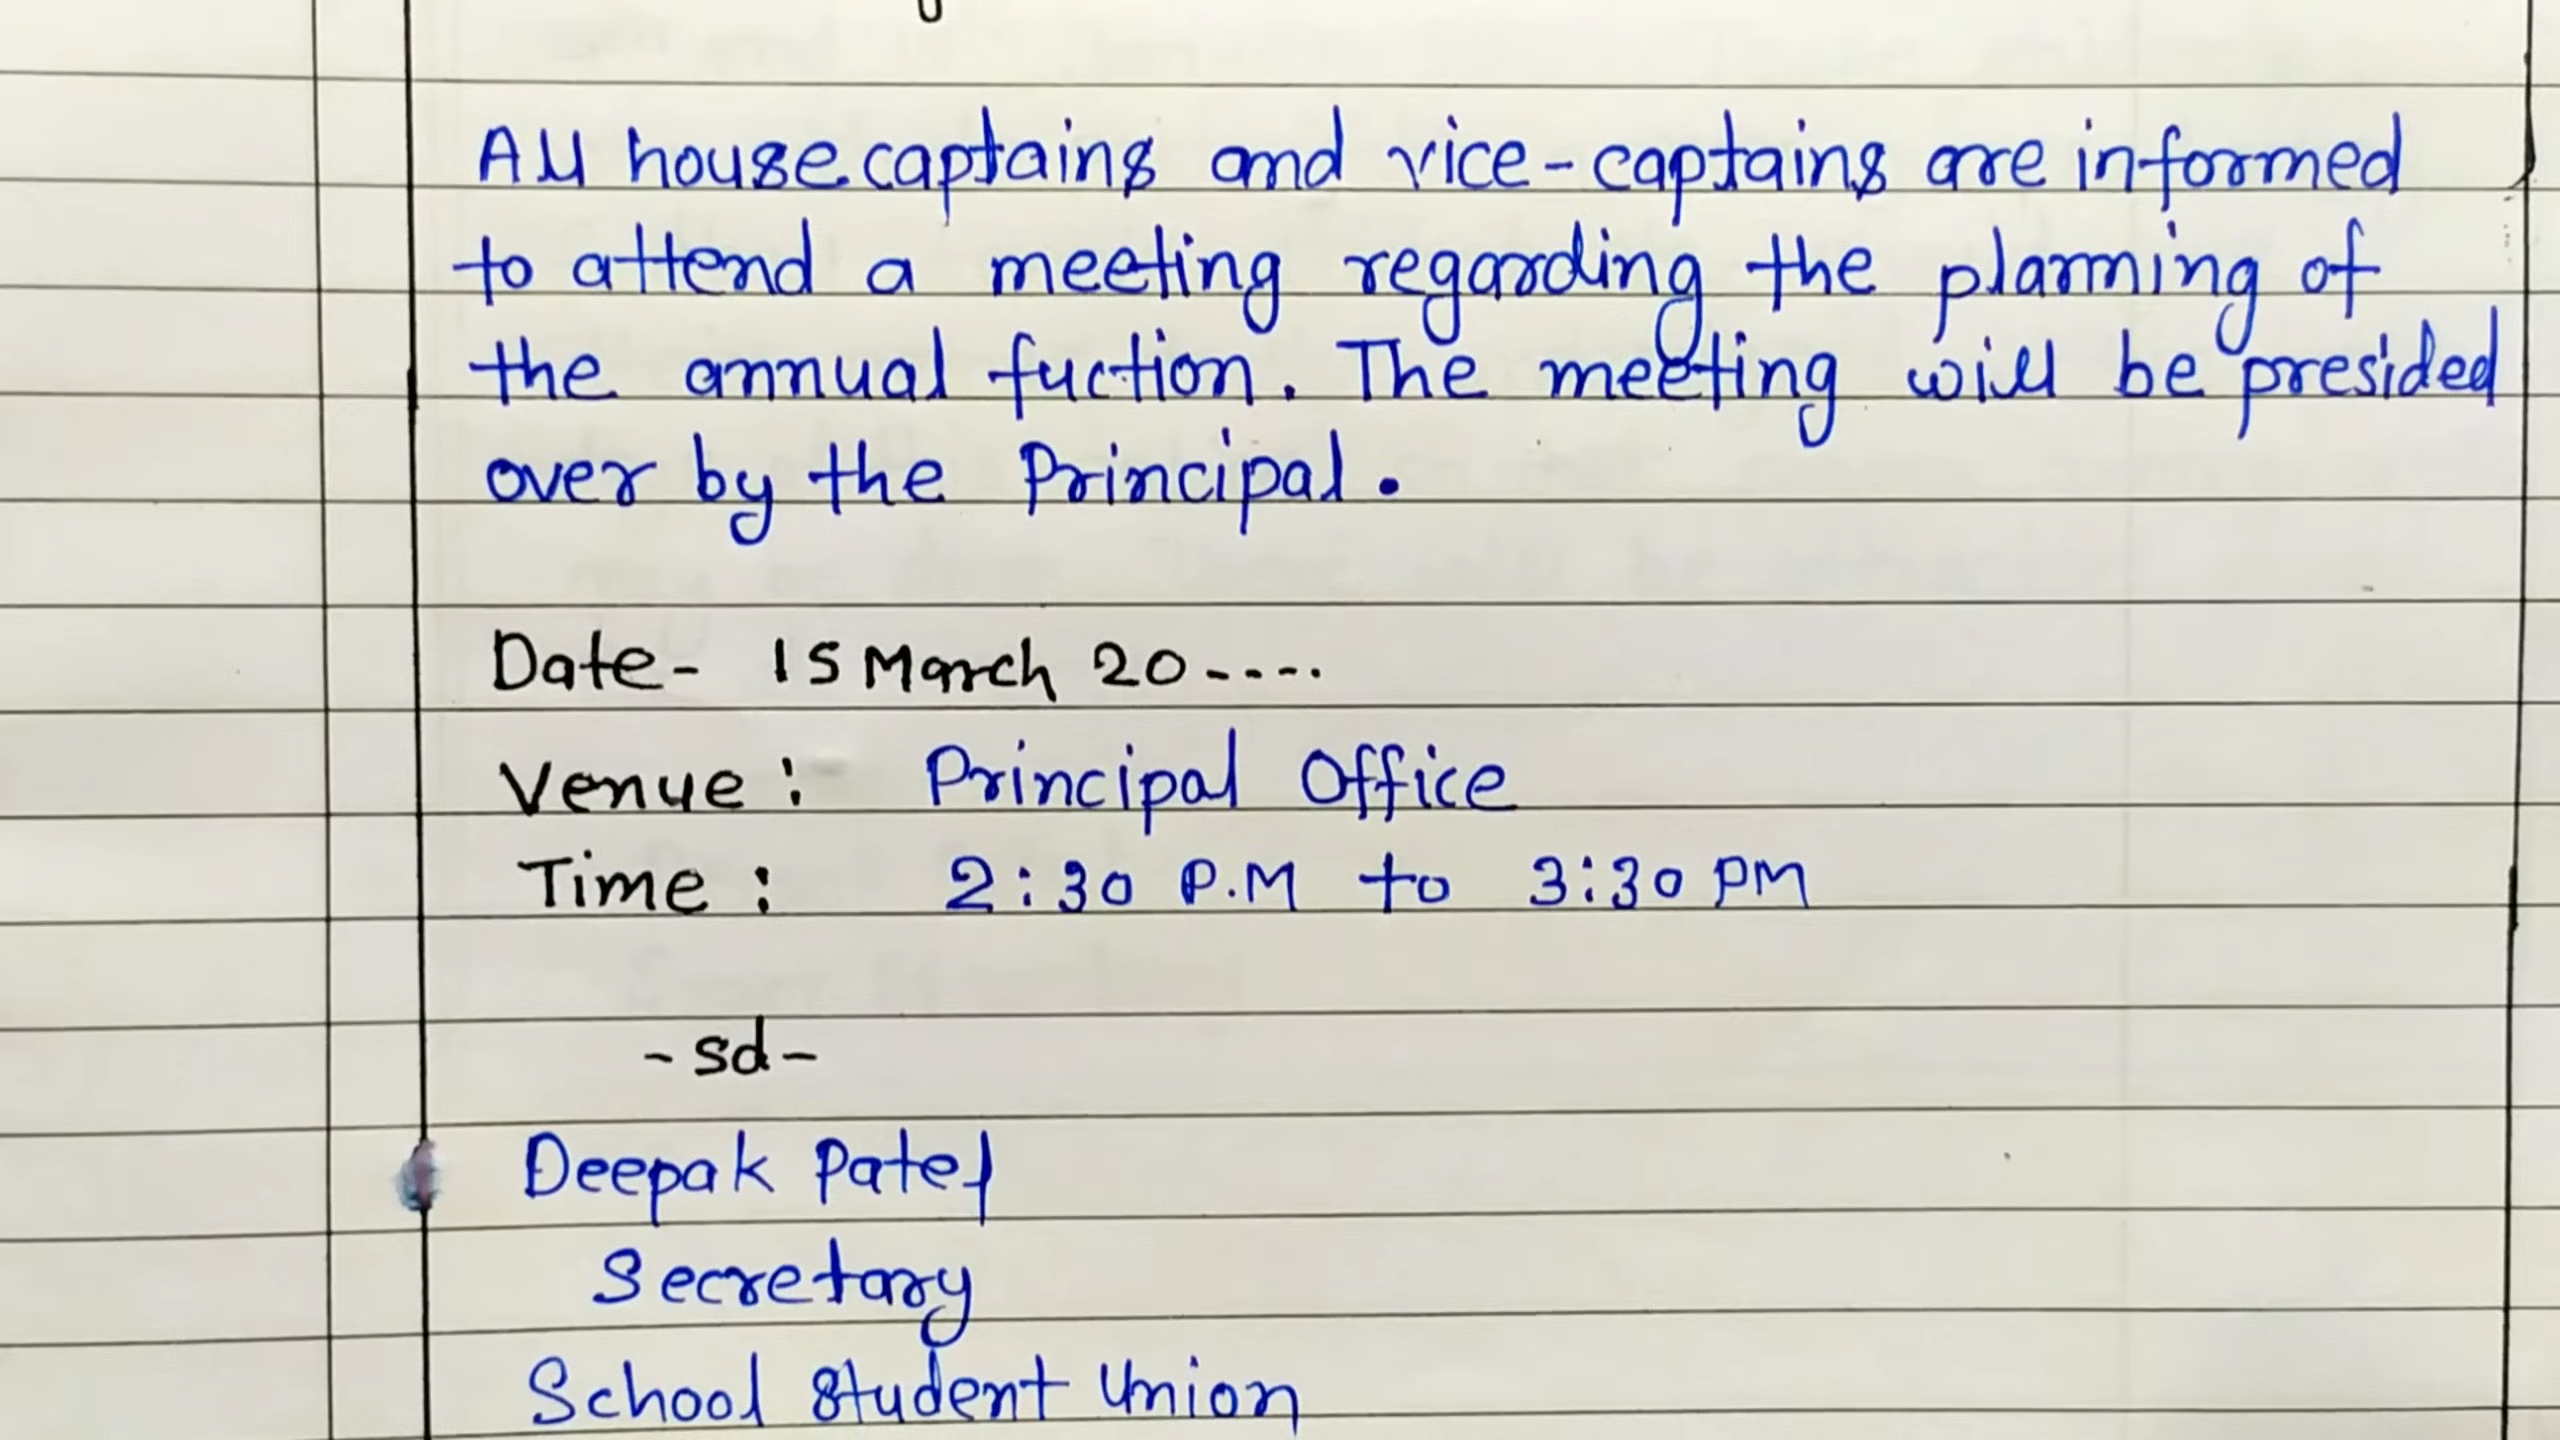 All house captains and vice-captains are informed
to attend a meeting regarding the planning of
the annual fuction. The meeting will be presided
over by the Principal.
Date- 15 March 20----
Venue: Principal Office
Time: 2:30 P.M to 3:30 PM
-sd-
Deepak Patel
Secretary
School Student Union